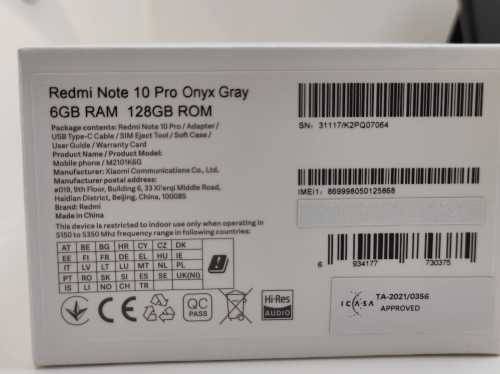 Redmi Note 10 Pro Onyx Gray
6GB RAM 128GB ROM
Package contents: Redmi Note 10 Pro / Adapter /
USB Type-C Cable / SIM Eject Tool / Soft Case /
User Guide / Warranty Card
Product Name / Product Model:
Mobile phone / M2101K6G
Manufacturer: Xiaomi Communications Co., Ltd.
Manufacturer postal address:
#019, 9th Floor, Building 6, 33 Xi'erqi Middle Road,
Haidian District, Beijing, China, 100085
Brand: Redmi
Made in China
This device is restricted to indoor use only when operating in
5150 to 5350 Mhz frequency range in following countries:
AT BE BG HR CY CZ DK
EE FI FR DE EL HU IE
IT LV LT LU MT NL PL
PT RO SK SI ES SE UK(NI)
IS LI NO CH TR
CE
QC
PASS
Hi-Res
AUDIO
SN: 31117/K2PQ07064
IMEI1: 869998050125868
6 934177 730375
ICASA
TA-2021/0356
APPROVED